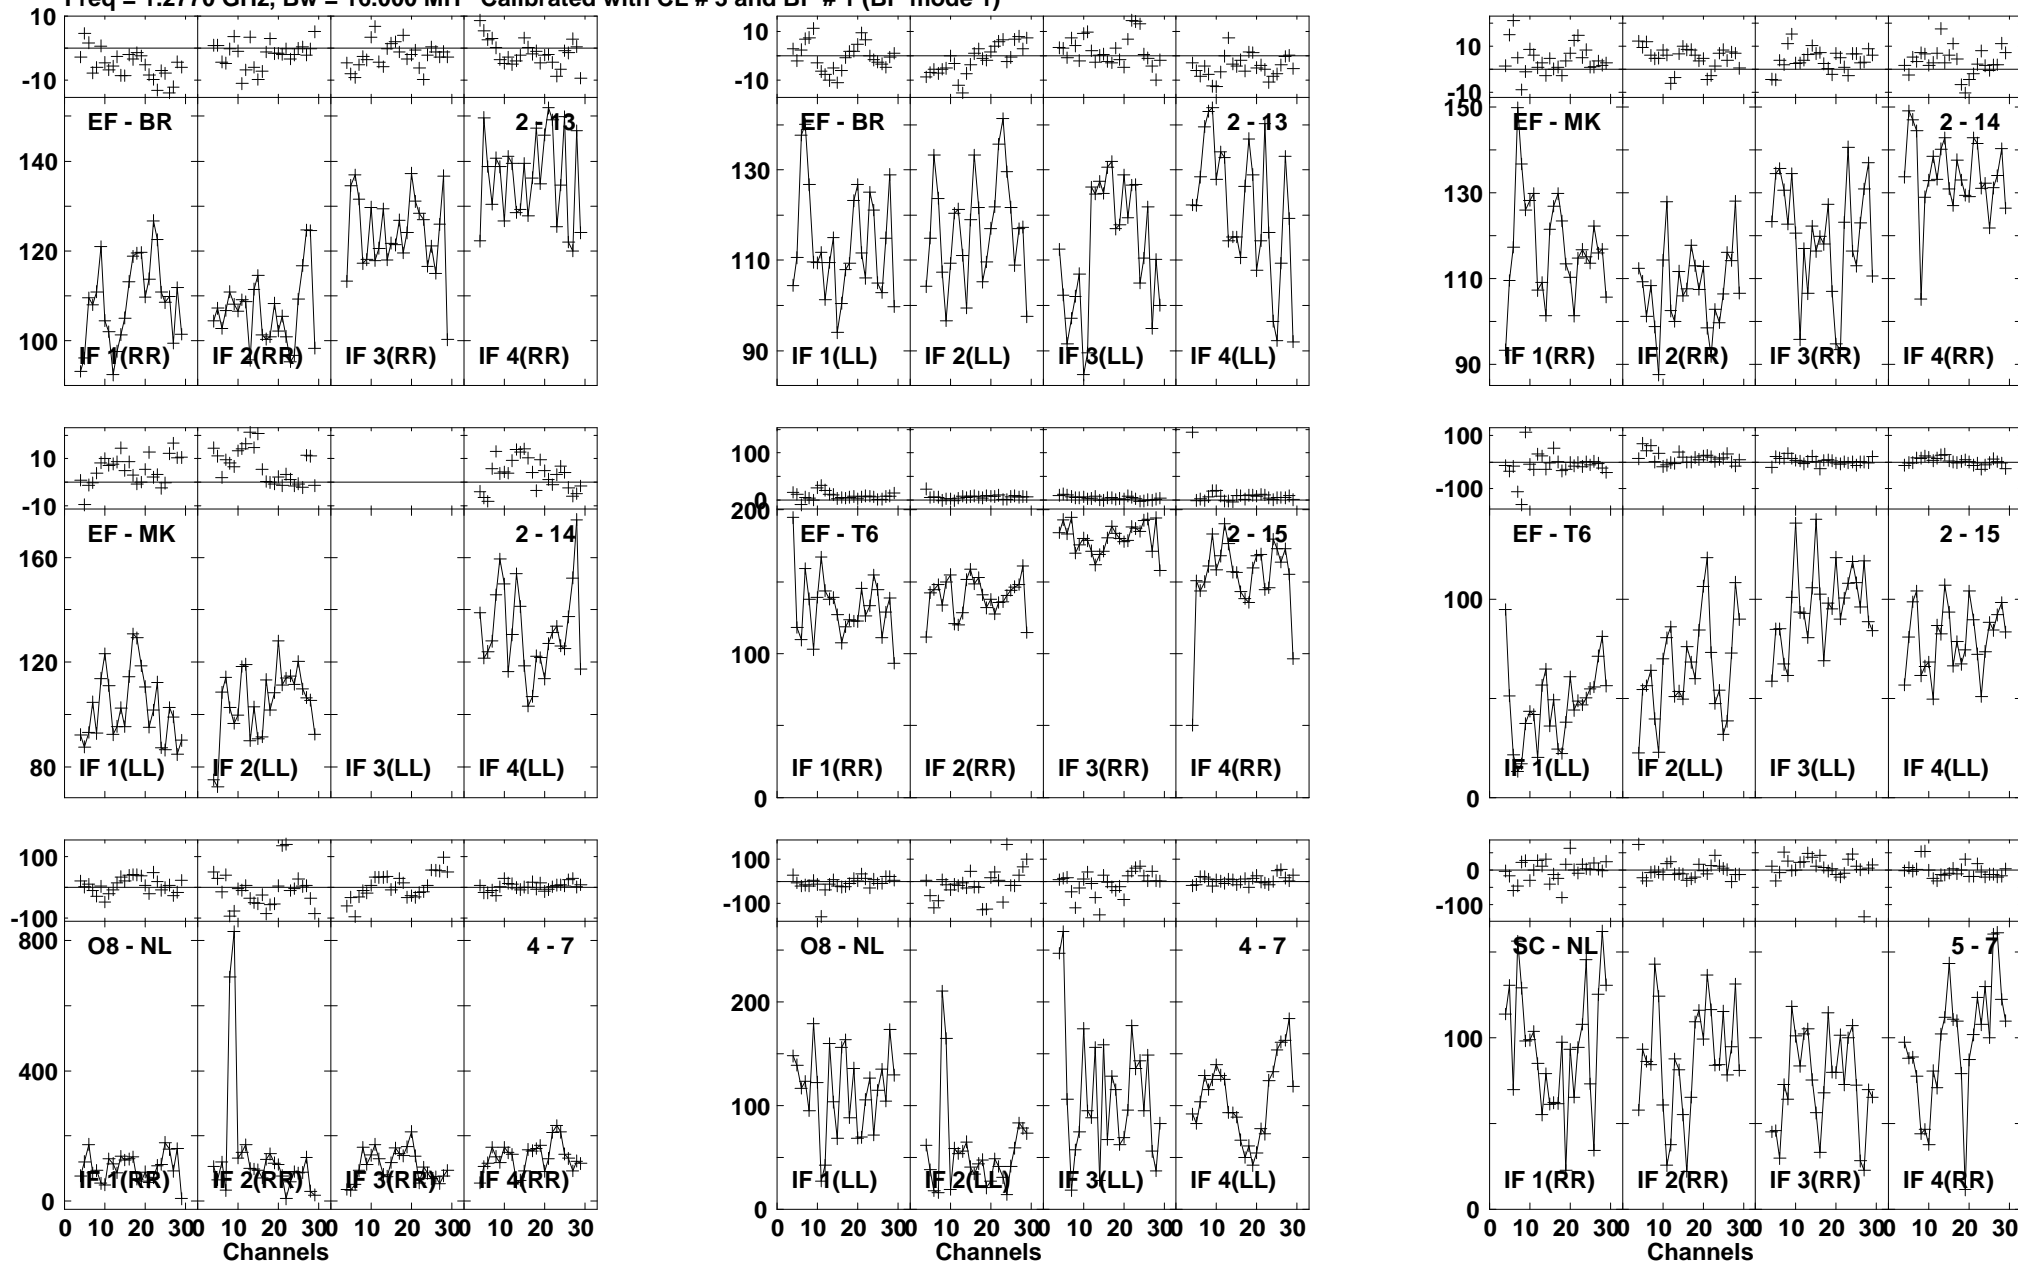 Freq = 1.2770 GHz, Bw = 16.000 MH Calibrated with CL # 3 and BP # 1 (BP mode 1)
10
-10
10
-10
10
-10
EF - BR
2 - 13
140
120
100
IF 1(RR)
IF 2(RR)
IF 3(RR)
IF 4(RR)
EF - BR
2 - 13
130
110
90
IF 1(LL)
IF 2(LL)
IF 3(LL)
IF 4(LL)
EF - MK
2 - 14
150
130
110
90
IF 1(RR)
IF 2(RR)
IF 3(RR)
IF 4(RR)
10
-10
100
0
100
-100
EF - MK
2 - 14
160
120
80
IF 1(LL)
IF 2(LL)
IF 3(LL)
IF 4(LL)
EF - T6
2 - 15
200
100
0
IF 1(RR)
IF 2(RR)
IF 3(RR)
IF 4(RR)
EF - T6
2 - 15
100
0
IF 1(LL)
IF 2(LL)
IF 3(LL)
IF 4(LL)
100
-100
100
-100
0
-100
O8 - NL
4 - 7
800
400
0
IF 1(RR)
IF 2(RR)
IF 3(RR)
IF 4(RR)
0 10 20 30 0 10 20 30 0 10 20 30 0 10 20 30
Channels
O8 - NL
4 - 7
200
100
0
IF 1(LL)
IF 2(LL)
IF 3(LL)
IF 4(LL)
0 10 20 30 0 10 20 30 0 10 20 30 0 10 20 30
Channels
SC - NL
5 - 7
100
0
IF 1(RR)
IF 2(RR)
IF 3(RR)
IF 4(RR)
0 10 20 30 0 10 20 30 0 10 20 30 0 10 20 30
Channels